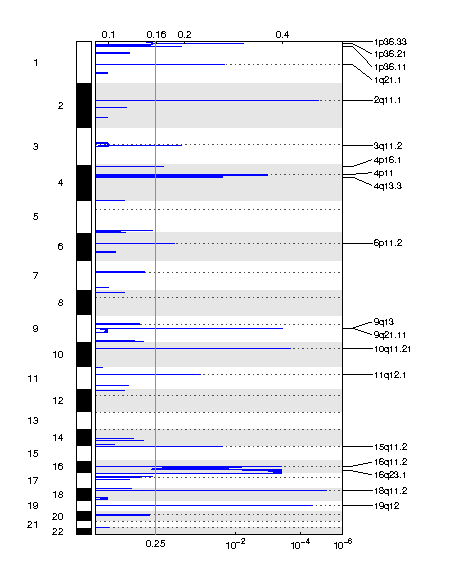 0.1 0.16 0.2 0.4
1 1p36.33
1p36.21
1p36.11
1q21.1
2 2q11.1
3 3q11.2
4p16.1
4 4p11
4q13.3
5
6 6p11.2
7
8
9 9q13
9q21.11
10 10q11.21
11 11q12.1
12
13
14
15 15q11.2
16 16q11.2
16q23.1
17
18 18q11.2
19 19q12
20
21
22
0.25 10⁻² 10⁻⁴ 10⁻⁶